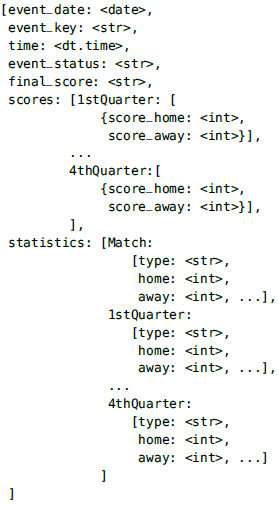 [event_date: <date>,
event_key: <str>,
time: <dt.time>,
event_status: <str>,
final_score: <str>,
scores: [1stQuarter: [
{score_home: <int>,
score_away: <int>}],
...
4thQuarter:[
{score_home: <int>,
score_away: <int>}],
],
statistics: [Match:
[type: <str>,
home: <int>,
away: <int>, ...],
1stQuarter:
[type: <str>,
home: <int>,
away: <int>, ...],
...
4thQuarter:
[type: <str>,
home: <int>,
away: <int>, ...]
]
]